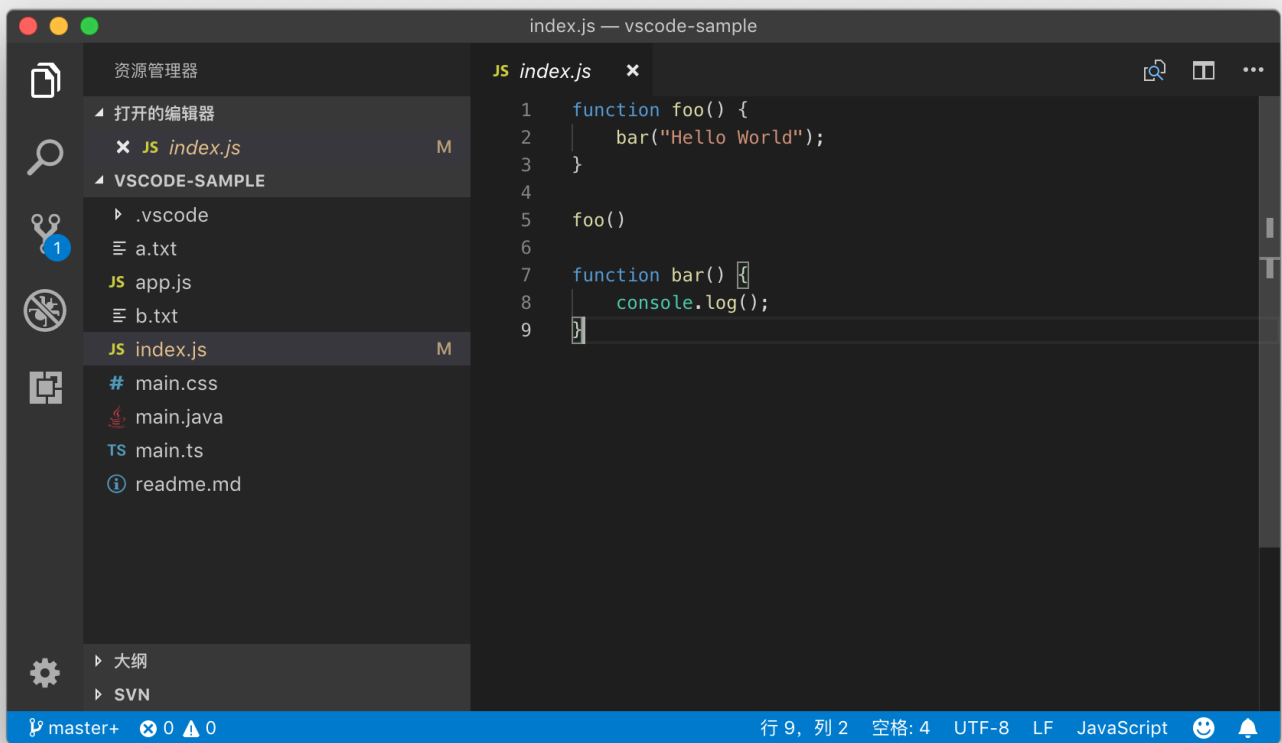 index.js — vscode-sample
资源管理器
打开的编辑器
JS index.js M
VSCODE-SAMPLE
.vscode
a.txt
JS app.js
b.txt
JS index.js M
# main.css
main.java
TS main.ts
readme.md
大纲
SVN
JS index.js
1 function foo() {
2     bar("Hello World");
3 }
4
5 foo()
6
7 function bar() {
8     console.log();
9 }
1
master+ 0 0 行 9，列 2 空格: 4 UTF-8 LF JavaScript